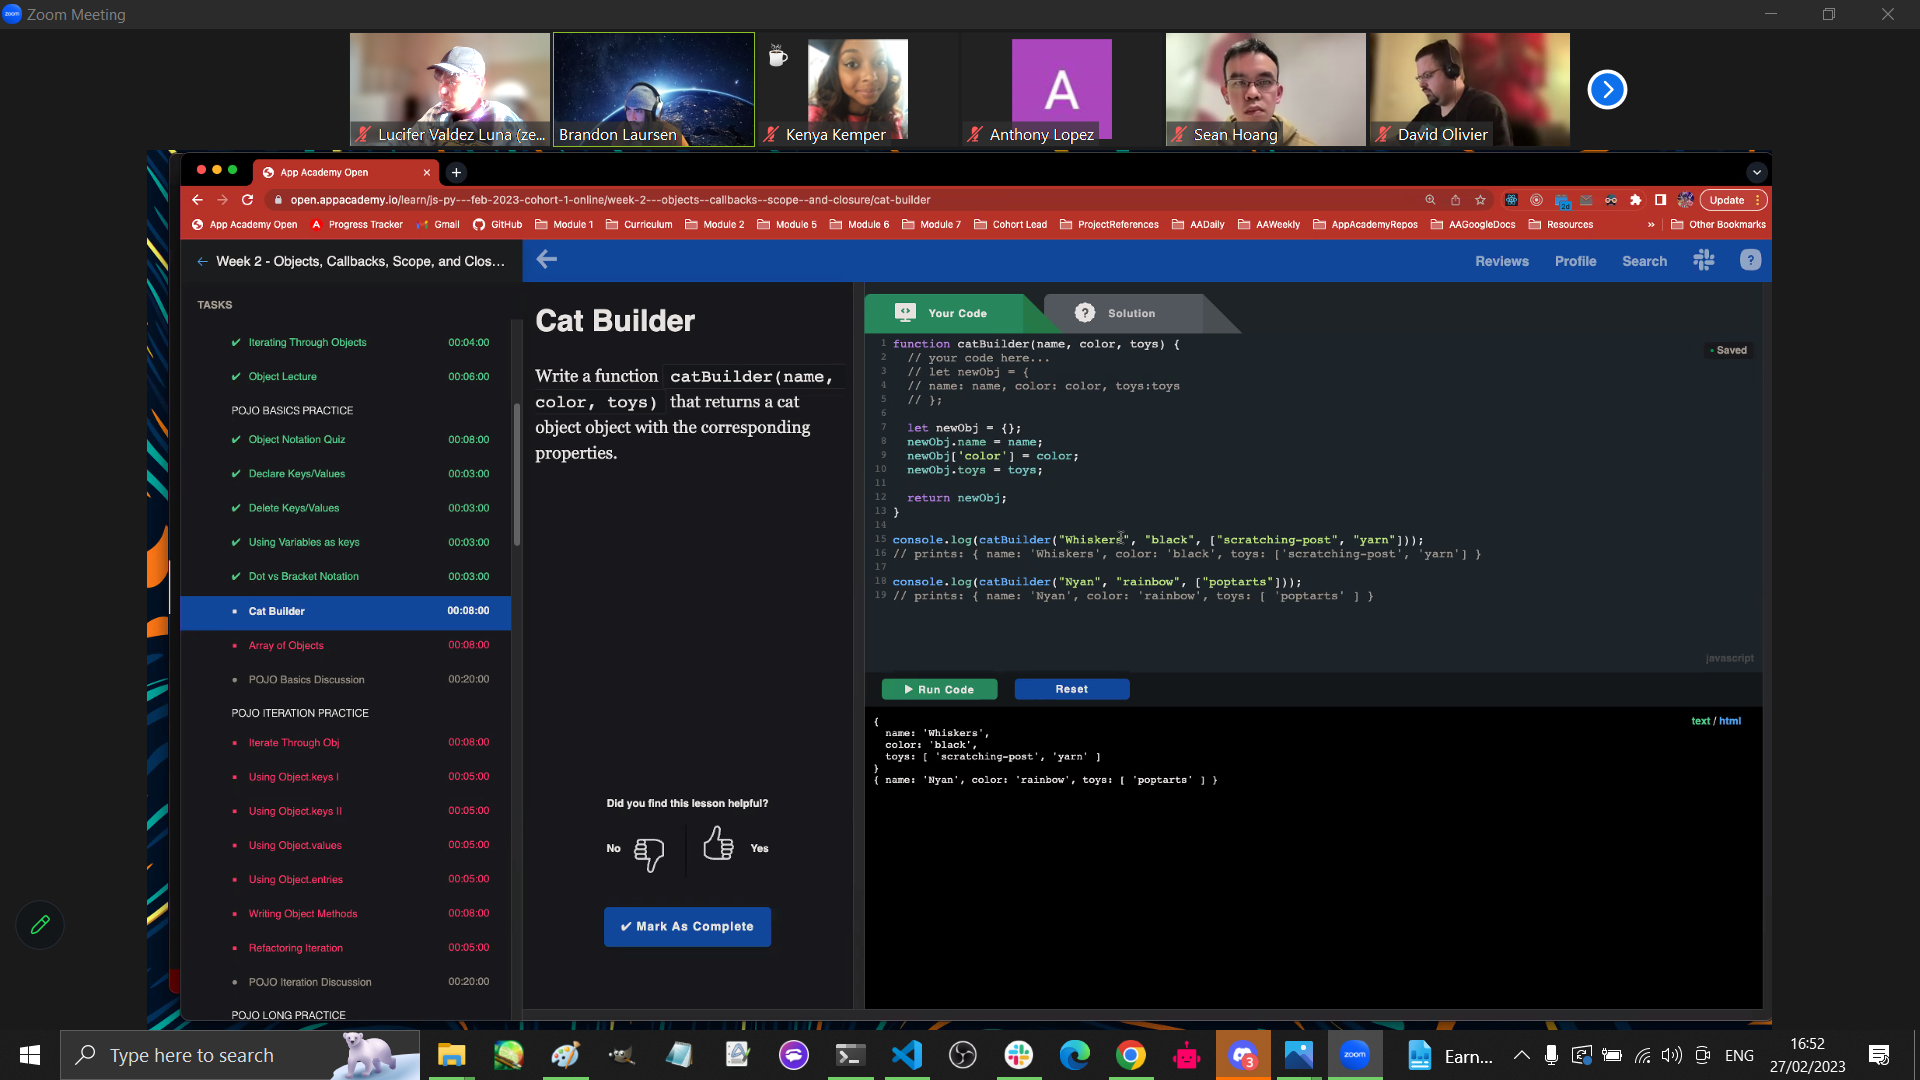 Zoom Meeting
Lucifer Valdez Luna (ze...
Brandon Laursen
Kenya Kemper
A
Anthony Lopez
Sean Hoang
David Olivier
App Academy Open
open.appacademy.io/learn/js-py---feb-2023-cohort-1-online/week-2---objects--callbacks--scope--and-closure/cat-builder
Update
App Academy Open
Progress Tracker
Gmail
GitHub
Module 1
Curriculum
Module 2
Module 5
Module 6
Module 7
Cohort Lead
ProjectReferences
AADaily
AAWeekly
AppAcademyRepos
AAGoogleDocs
Resources
»
Other Bookmarks
Week 2 - Objects, Callbacks, Scope, and Clos...
Reviews
Profile
Search
?
TASKS
Iterating Through Objects 00:04:00
Object Lecture 00:06:00
POJO BASICS PRACTICE
Object Notation Quiz 00:08:00
Declare Keys/Values 00:03:00
Delete Keys/Values 00:03:00
Using Variables as keys 00:03:00
Dot vs Bracket Notation 00:03:00
Cat Builder 00:08:00
Array of Objects 00:08:00
POJO Basics Discussion 00:20:00
POJO ITERATION PRACTICE
Iterate Through Obj 00:08:00
Using Object.keys I 00:05:00
Using Object.keys II 00:05:00
Using Object.values 00:05:00
Using Object.entries 00:05:00
Writing Object Methods 00:08:00
Refactoring Iteration 00:05:00
POJO Iteration Discussion 00:20:00
POJO LONG PRACTICE
Cat Builder
Write a function catBuilder(name,
color, toys) that returns a cat
object object with the corresponding
properties.
Did you find this lesson helpful?
No
Yes
✔ Mark As Complete
Your Code
? Solution
Saved
1 function catBuilder(name, color, toys) {
2 // your code here...
3 // let newObj = {
4 // name: name, color: color, toys:toys
5 // };
6
7 let newObj = {};
8 newObj.name = name;
9 newObj['color'] = color;
10 newObj.toys = toys;
11
12 return newObj;
13 }
14
15 console.log(catBuilder("Whiskers", "black", ["scratching-post", "yarn"]));
16 // prints: { name: 'Whiskers', color: 'black', toys: ['scratching-post', 'yarn'] }
17
18 console.log(catBuilder("Nyan", "rainbow", ["poptarts"]));
19 // prints: { name: 'Nyan', color: 'rainbow', toys: [ 'poptarts' ] }
javascript
Run Code
Reset
text / html
{
name: 'Whiskers',
color: 'black',
toys: [ 'scratching-post', 'yarn' ]
}
{ name: 'Nyan', color: 'rainbow', toys: [ 'poptarts' ] }
Type here to search
3
zoom
Earn...
ENG
16:52
27/02/2023